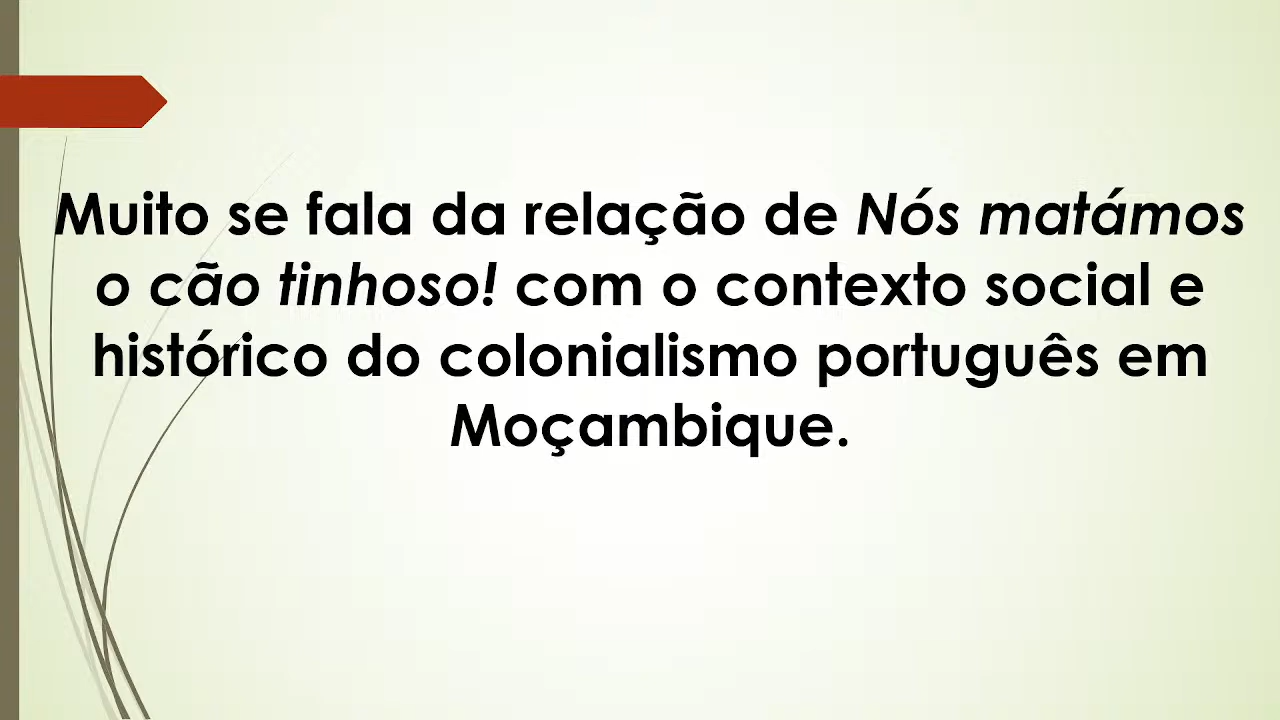 Muito se fala da relação de Nós matámos
o cão tinhoso! com o contexto social e
histórico do colonialismo português em
Moçambique.